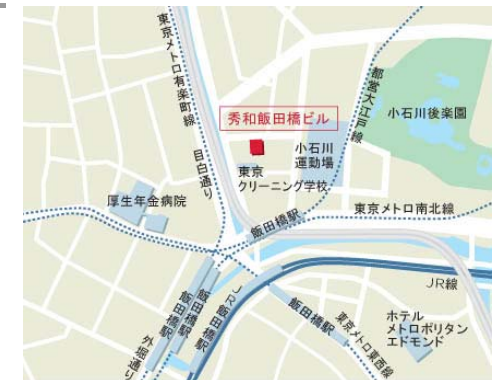 東京メトロ有楽町線
目白通り
秀和飯田橋ビル
都営大江戸線
小石川後楽園
小石川
運動場
東京
クリーニング学校
厚生年金病院
飯田橋駅
東京メトロ南北線
JR線
JR飯田橋駅
飯田橋駅
飯田橋駅
外堀通り
飯田橋駅
東京メトロ東西線
ホテル
メトロポリタン
エドモンド